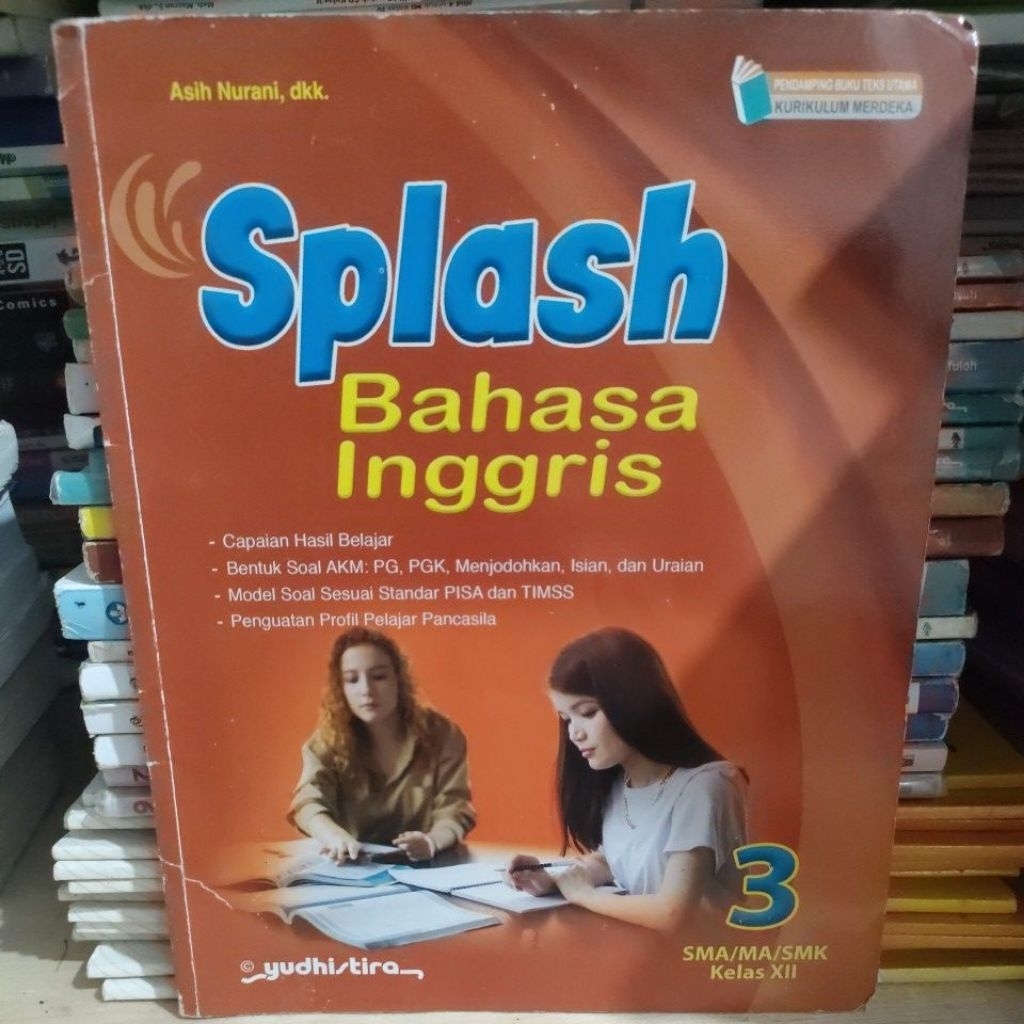 Asih Nurani, dkk.
PENDAMPING BUKU TEKS UTAMA
KURIKULUM MERDEKA
Splash
Bahasa
Inggris
- Capaian Hasil Belajar
- Bentuk Soal AKM: PG, PGK, Menjodohkan, Isian, dan Uraian
- Model Soal Sesuai Standar PISA dan TIMSS
- Penguatan Profil Pelajar Pancasila
3
SMA/MA/SMK
Kelas XII
© yudhistira
SD
Comics